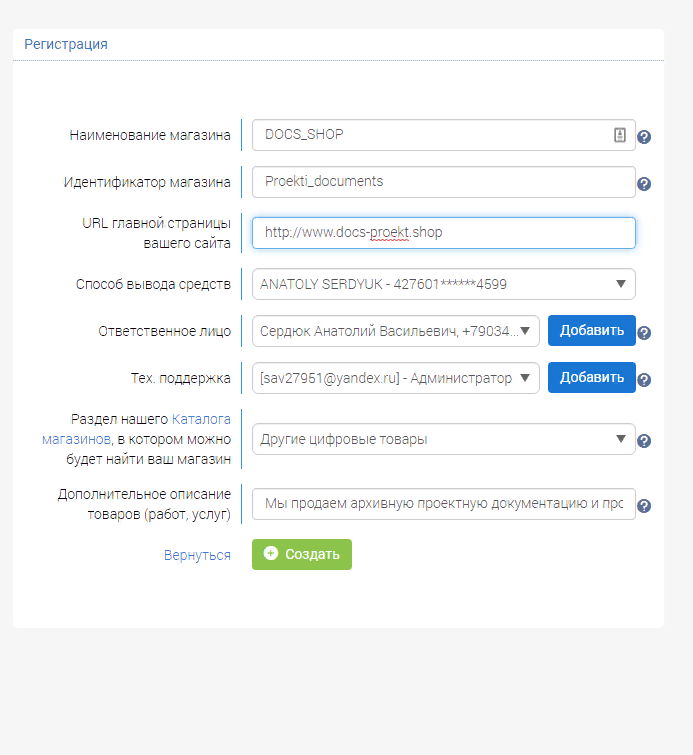 Регистрация
Наименование магазина
DOCS_SHOP
Идентификатор магазина
Proekti_documents
URL главной страницы
вашего сайта
http://www.docs-proekt.shop
Способ вывода средств
ANATOLY SERDYUK - 427601******4599
Ответственное лицо
Сердюк Анатолий Васильевич, +79034...
Добавить
Тех. поддержка
[sav27951@yandex.ru] - Администратор
Добавить
Раздел нашего Каталога
магазинов, в котором можно
будет найти ваш магазин
Другие цифровые товары
Дополнительное описание
товаров (работ, услуг)
Мы продаем архивную проектную документацию и про
Вернуться
Создать